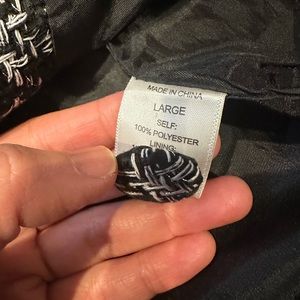 MADE IN CHINA
LARGE
SELF:
100% POLYESTER
LINING: